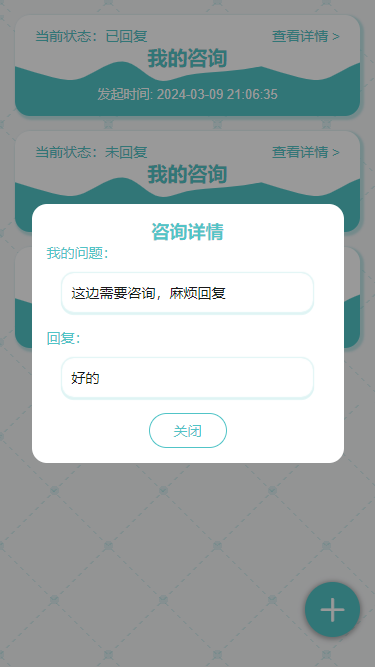 当前状态：已回复
查看详情 >
我的咨询
发起时间: 2024-03-09 21:06:35
当前状态：未回复
查看详情 >
我的咨询
咨询详情
我的问题：
这边需要咨询，麻烦回复
回复：
好的
关闭